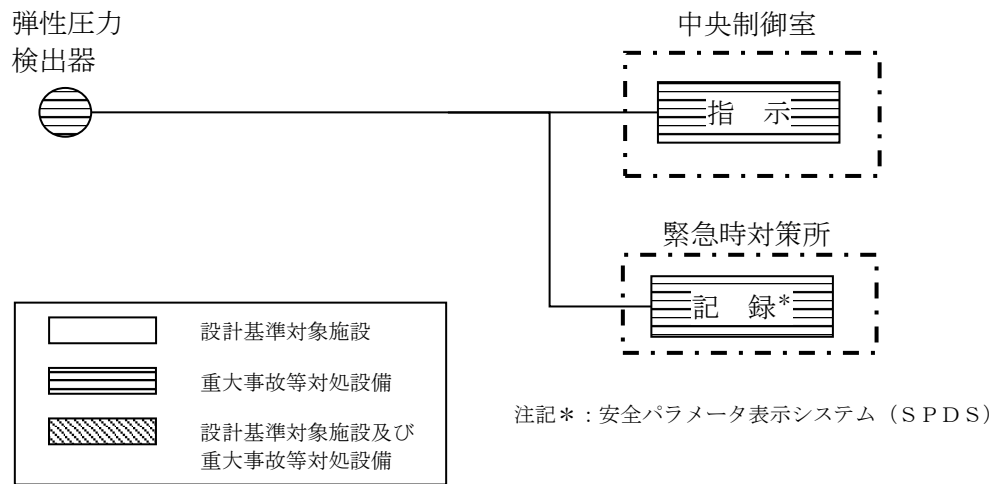 弾性圧力
検出器
中央制御室
指 示
緊急時対策所
記 録*
設計基準対象施設
重大事故等対処設備
設計基準対象施設及び
重大事故等対処設備
注記*:安全パラメータ表示システム(SPDS)